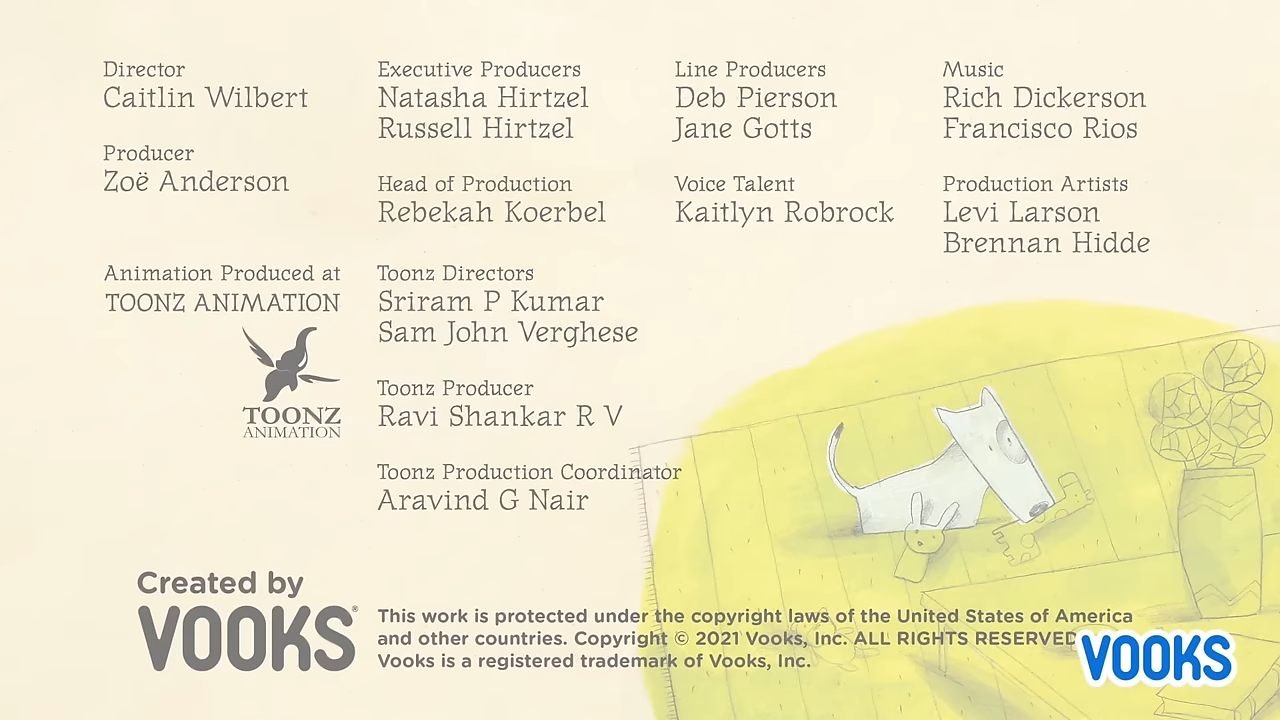 Director
Caitlin Wilbert
Producer
Zoë Anderson
Executive Producers
Natasha Hirtzel
Russell Hirtzel
Head of Production
Rebekah Koerbel
Line Producers
Deb Pierson
Jane Gotts
Voice Talent
Kaitlyn Robrock
Music
Rich Dickerson
Francisco Rios
Production Artists
Levi Larson
Brennan Hidde
Animation Produced at
TOONZ ANIMATION
TOONZ
ANIMATION
Toonz Directors
Sriram P Kumar
Sam John Verghese
Toonz Producer
Ravi Shankar R V
Toonz Production Coordinator
Aravind G Nair
Created by
VOOKS®
This work is protected under the copyright laws of the United States of America
and other countries. Copyright © 2021 Vooks, Inc. ALL RIGHTS RESERVED
Vooks is a registered trademark of Vooks, Inc.
VOOKS